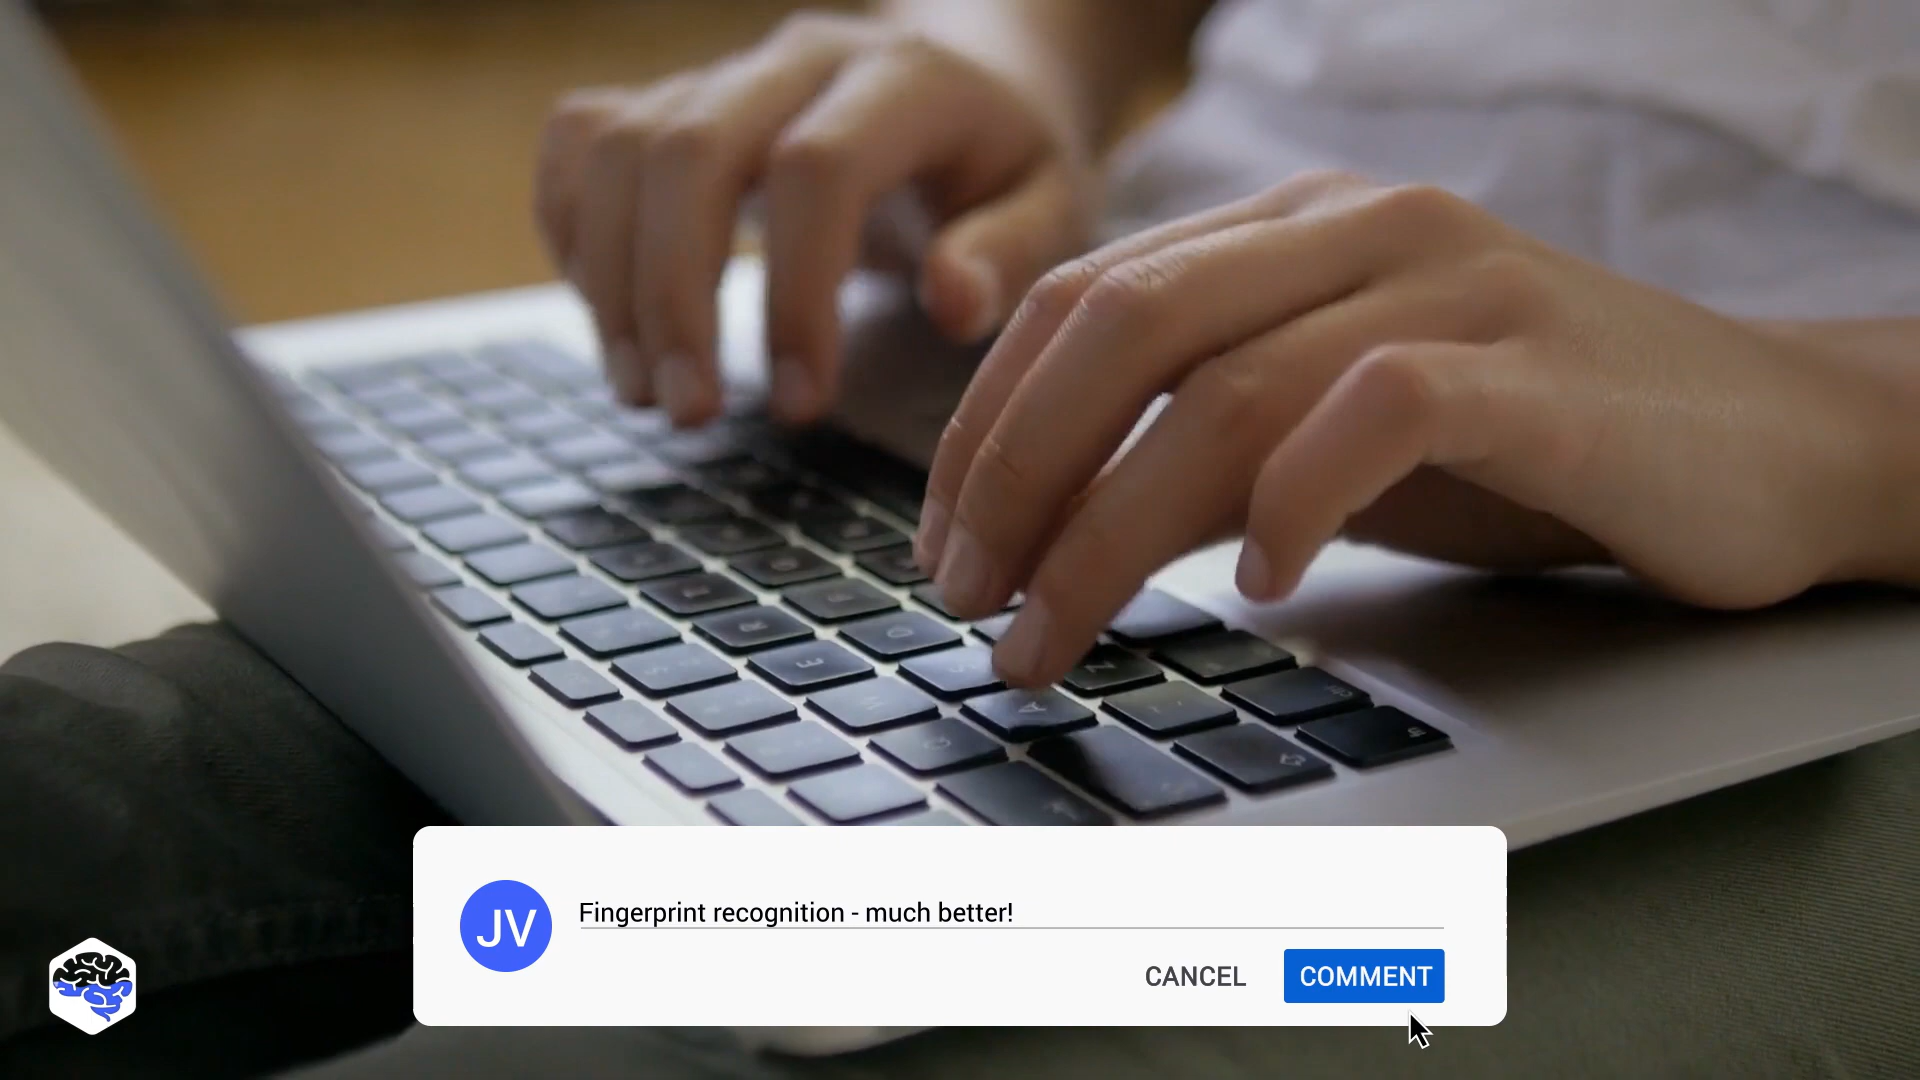 R
D
E
Z
A
JV
Fingerprint recognition - much better!
CANCEL
COMMENT